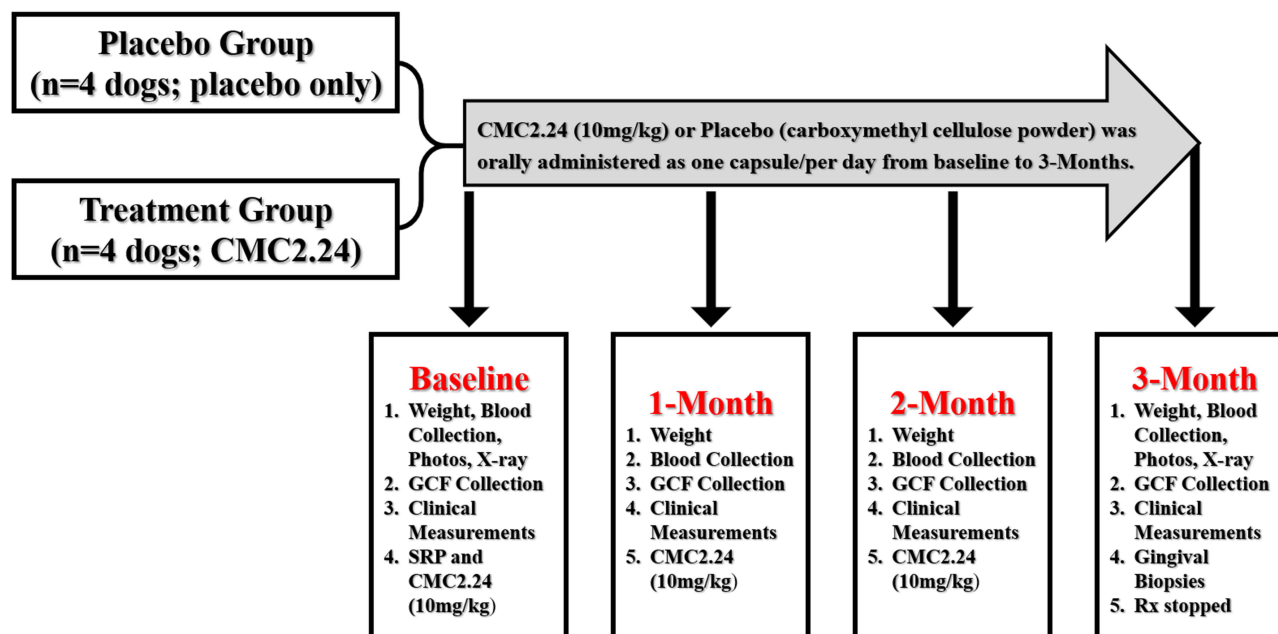 Placebo Group
(n=4 dogs; placebo only)
Treatment Group
(n=4 dogs; CMC2.24)
CMC2.24 (10mg/kg) or Placebo (carboxymethyl cellulose powder) was
orally administered as one capsule/per day from baseline to 3-Months.
Baseline
1. Weight, Blood
Collection,
Photos, X-ray
2. GCF Collection
3. Clinical
Measurements
4. SRP and
CMC2.24
(10mg/kg)
1-Month
1. Weight
2. Blood Collection
3. GCF Collection
4. Clinical
Measurements
5. CMC2.24
(10mg/kg)
2-Month
1. Weight
2. Blood Collection
3. GCF Collection
4. Clinical
Measurements
5. CMC2.24
(10mg/kg)
3-Month
1. Weight, Blood
Collection,
Photos, X-ray
2. GCF Collection
3. Clinical
Measurements
4. Gingival
Biopsies
5. Rx stopped